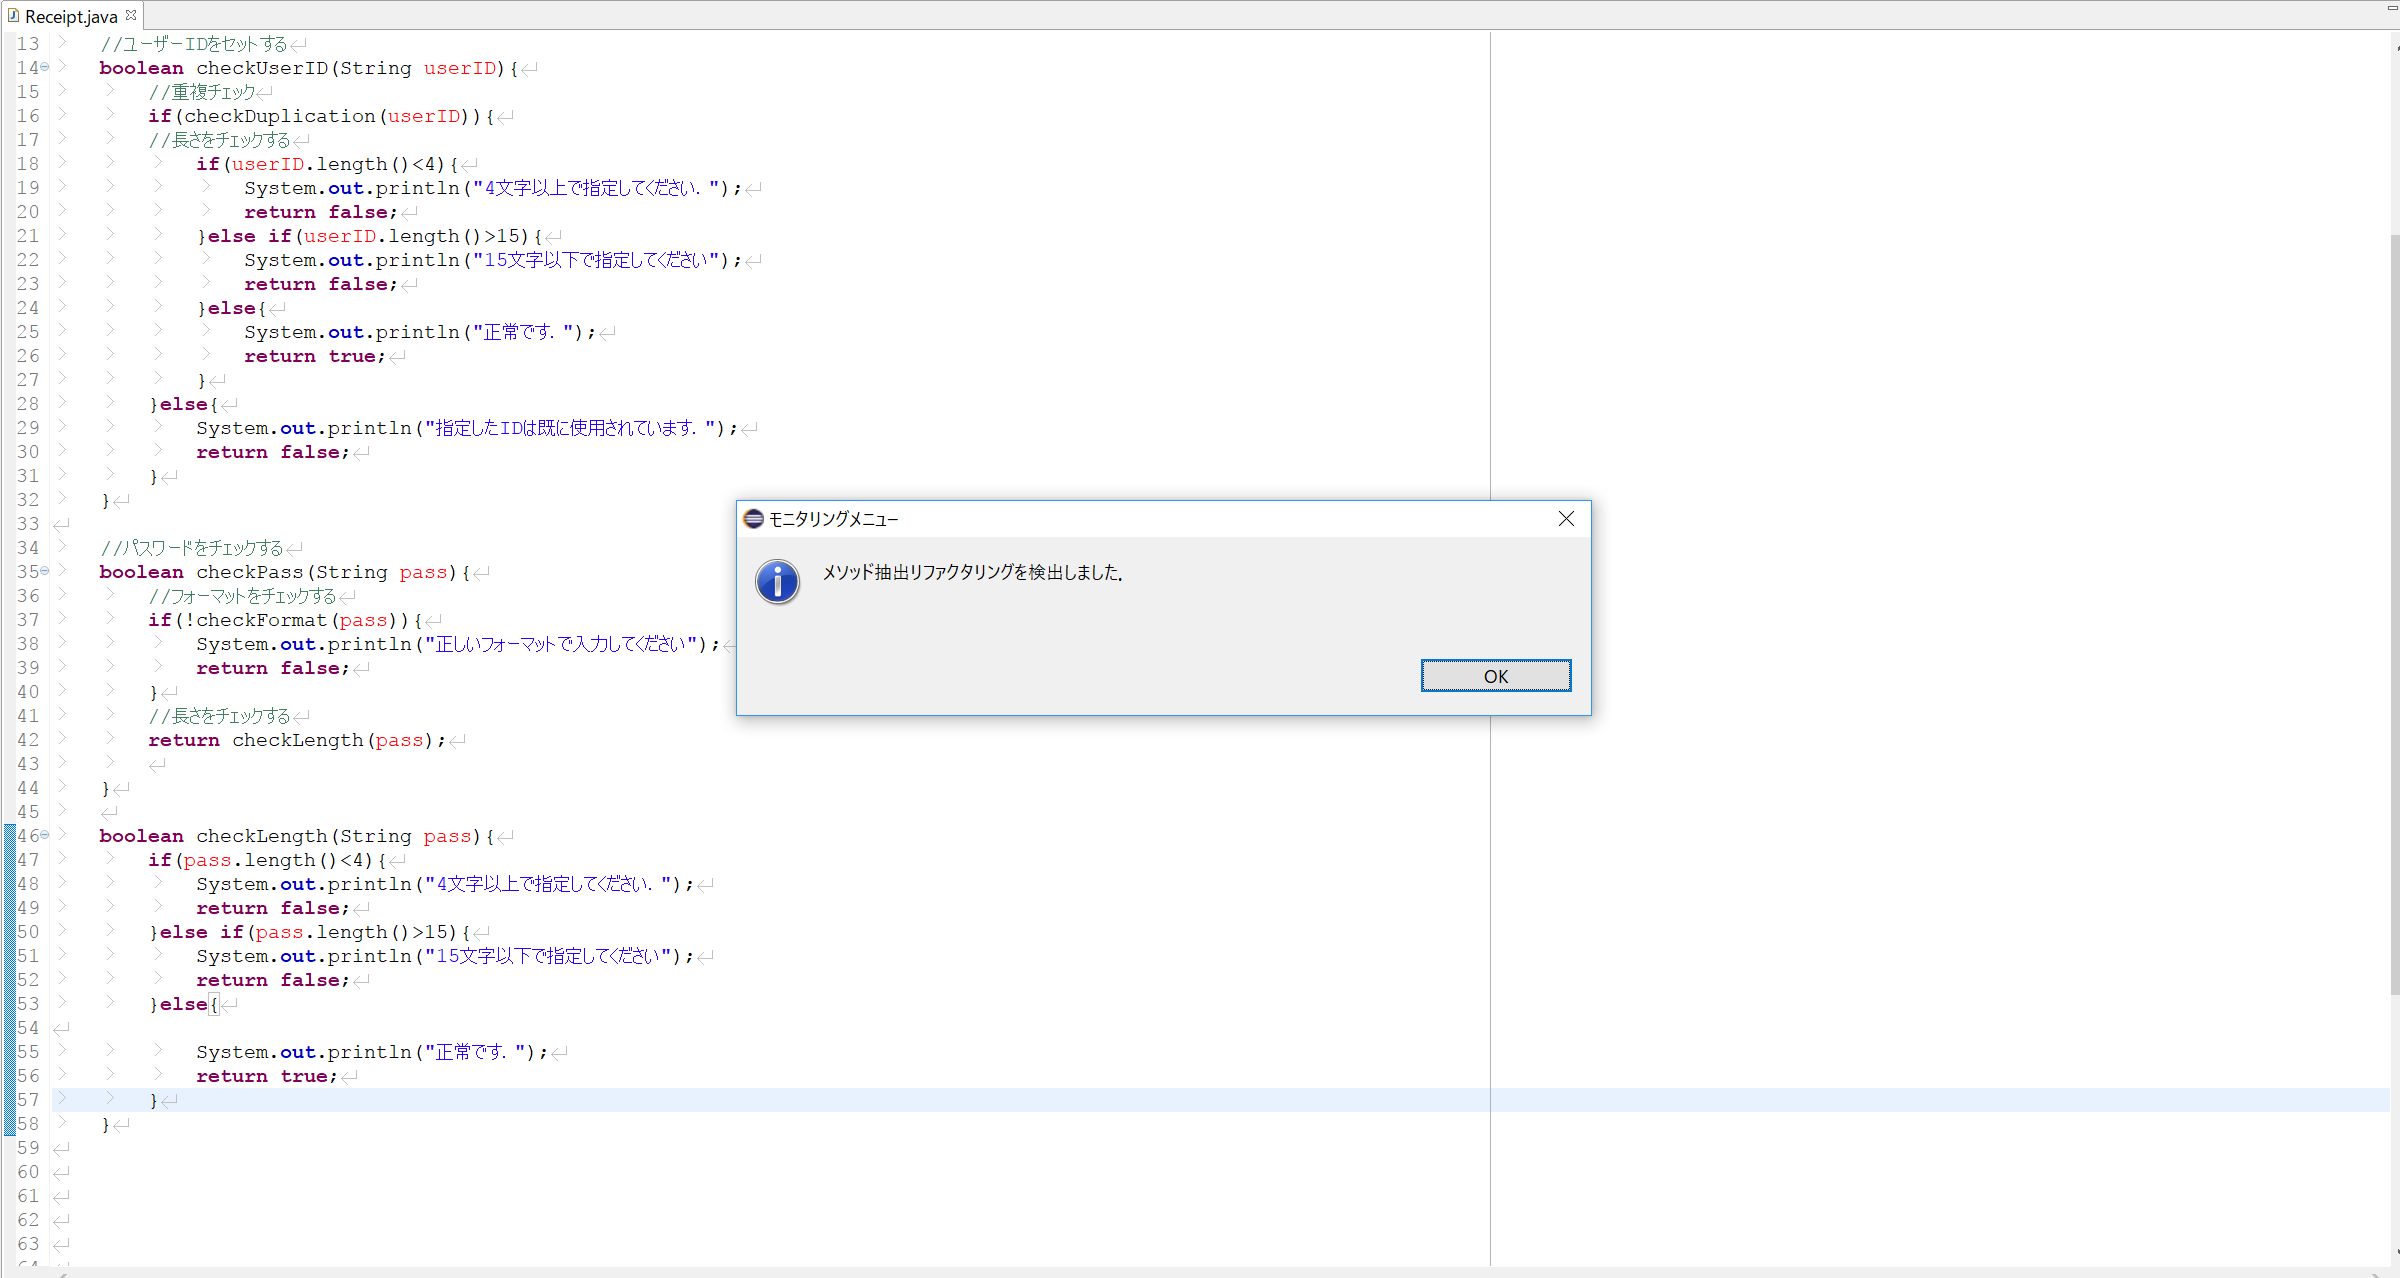 Receipt.java
13 //ユーザーIDをセットする
14 boolean checkUserID(String userID){
15 //重複チェック
16 if(checkDuplication(userID)){
17 //長さをチェックする
18 if(userID.length()<4){
19 System.out.println("4文字以上で指定してください．");
20 return false;
21 }else if(userID.length()>15){
22 System.out.println("15文字以下で指定してください");
23 return false;
24 }else{
25 System.out.println("正常です．");
26 return true;
27 }
28 }else{
29 System.out.println("指定したIDは既に使用されています．");
30 return false;
31 }
32 }
33
34 //パスワードをチェックする
35 boolean checkPass(String pass){
36 //フォーマットをチェックする
37 if(!checkFormat(pass)){
38 System.out.println("正しいフォーマットで入力してください");
39 return false;
40 }
41 //長さをチェックする
42 return checkLength(pass);
43
44 }
45
46 boolean checkLength(String pass){
47 if(pass.length()<4){
48 System.out.println("4文字以上で指定してください．");
49 return false;
50 }else if(pass.length()>15){
51 System.out.println("15文字以下で指定してください");
52 return false;
53 }else{
54
55 System.out.println("正常です．");
56 return true;
57 }
58 }
59
60
61
62
63
モニタリングメニュー
メソッド抽出リファクタリングを検出しました．
OK